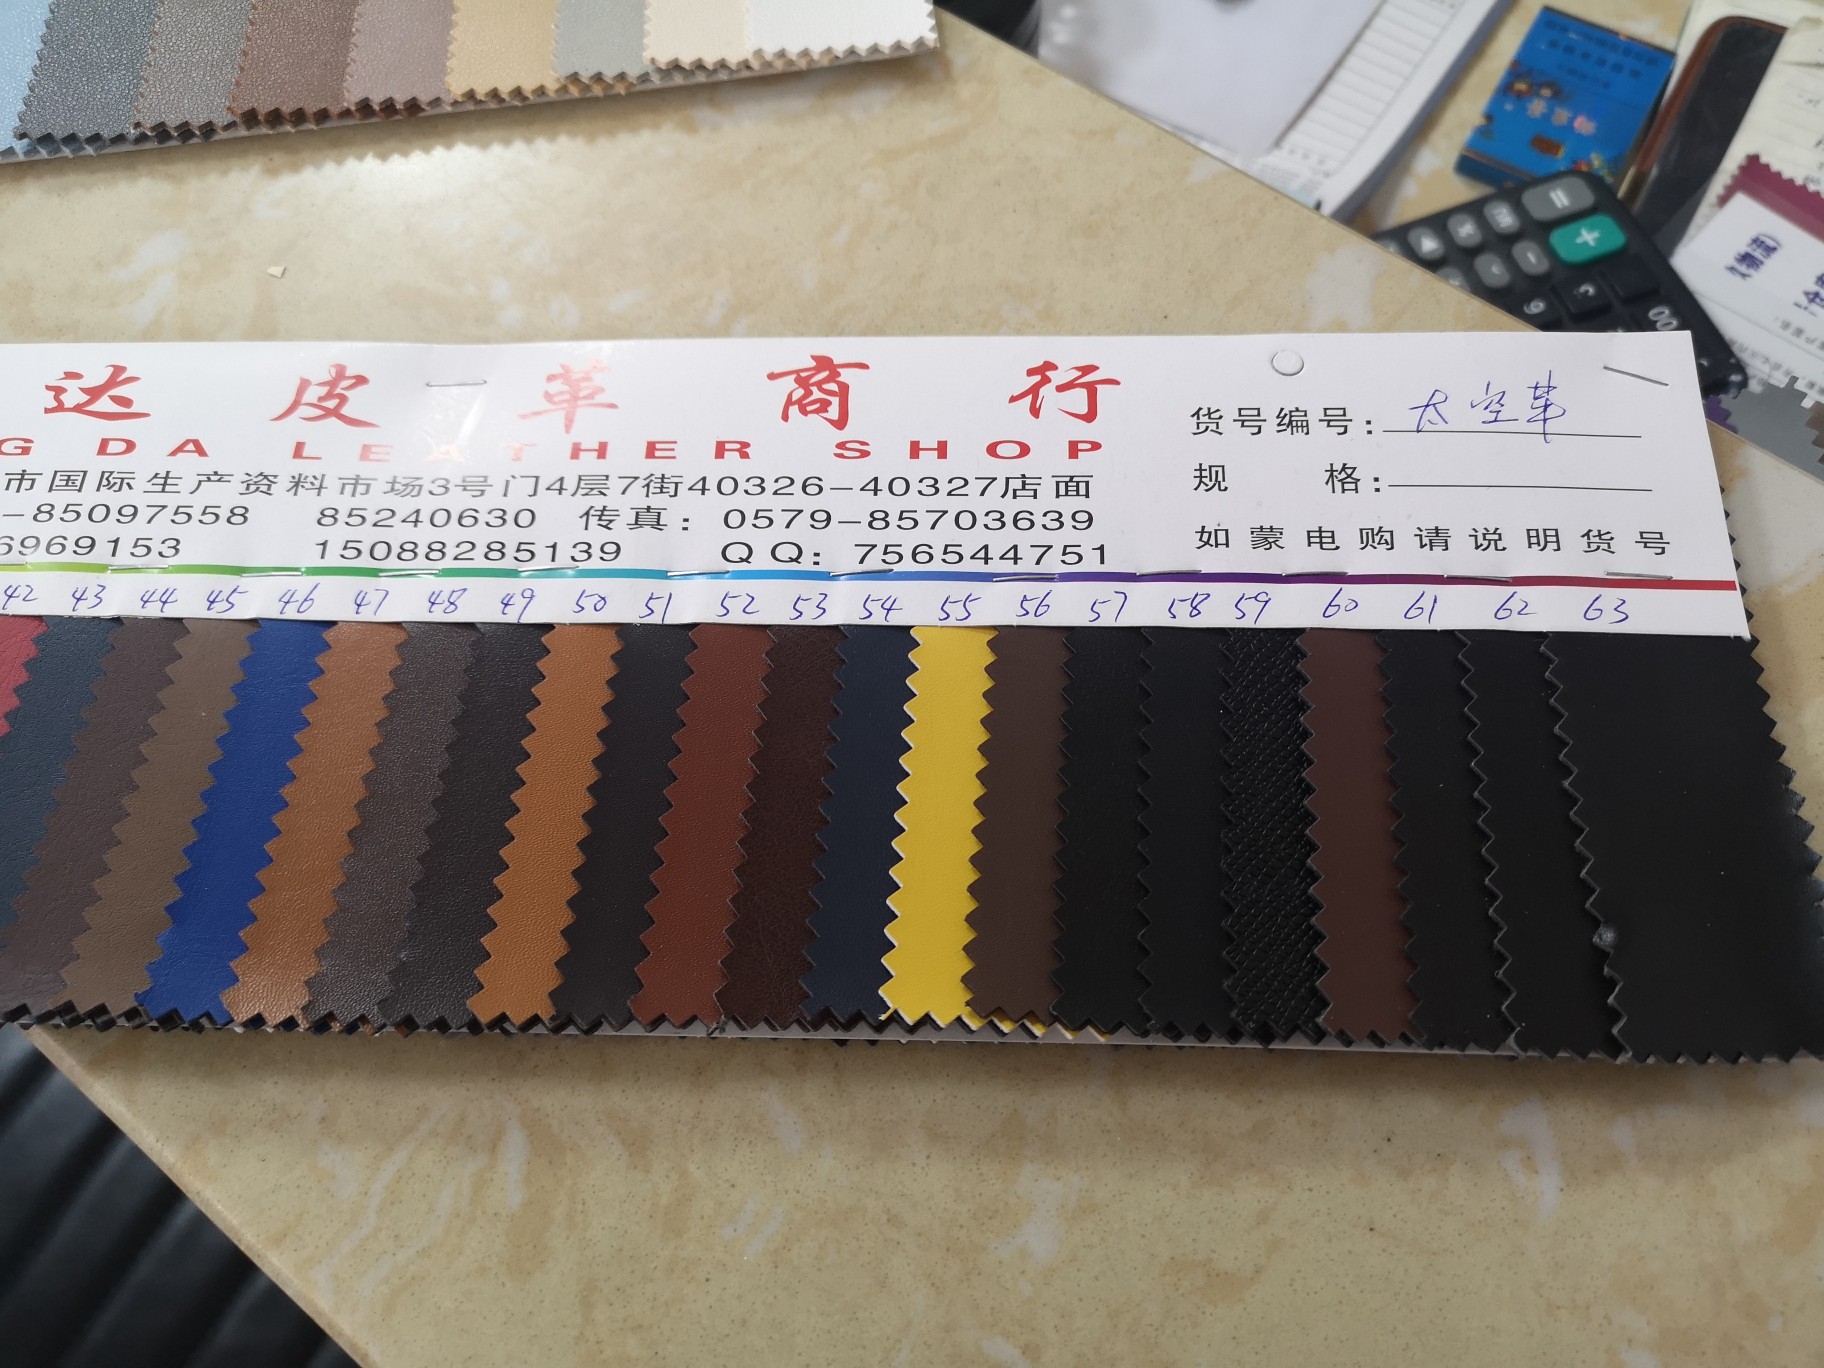 达皮革商行
G DA LEATHER SHOP
市国际生产资料市场3号门4层7街40326-40327店面
-85097558 85240630 传真: 0579-85703639
6969153 15088285139 QQ: 756544751
货号编号: 太空革
规 格:
如蒙电购请说明货号
42 43 44 45 46 47 48 49 50 51 52 53 54 55 56 57 58 59 60 61 62 63
= +
00
物流)